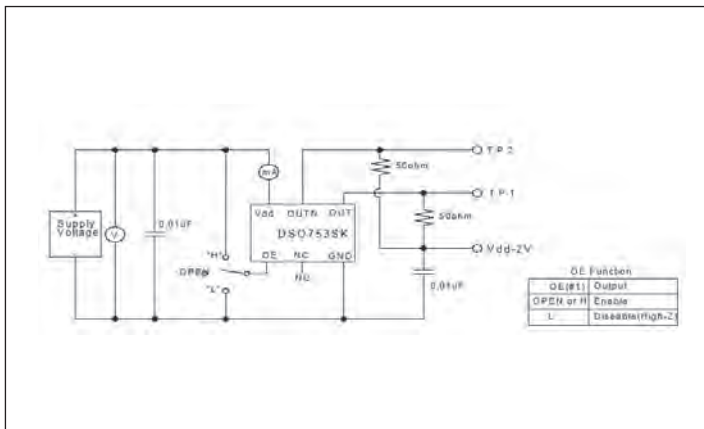 T.P.2
50ohm
mA
T.P.1
Vdd OUTN OUT
50ohm
Supply
Voltage
V
0.01uF
DSO753SK
"H"
OE NC GND
Vdd-2V
OPEN
NC
0.01uF
"L"
OE Function
OE(#1) Output
OPEN or H Enable
L Diseable(High-Z)